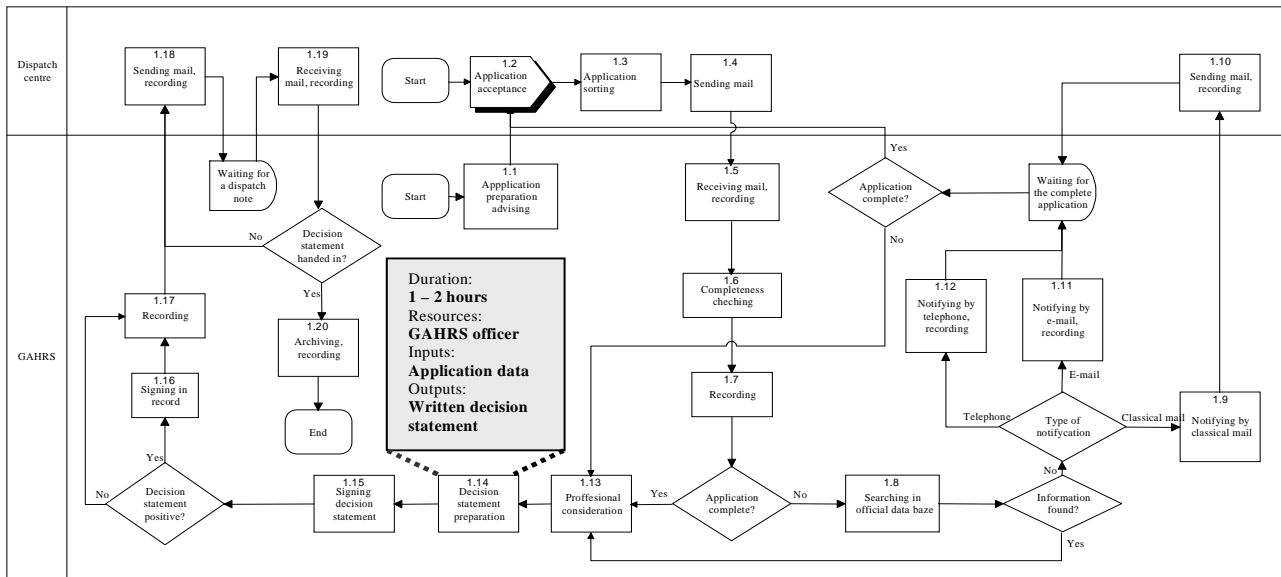 Dispatch
centre
1.18
Sending mail,
recording
1.19
Receiving
mail, recording
Start
1.2
Application
acceptance
1.3
Application
sorting
1.4
Sending mail
1.10
Sending mail,
recording
GAHRS
Waiting for
a dispatch
note
Start
1.1
Appplication
preparation
advising
1.5
Receiving mail,
recording
Yes
Application
complete?
No
Waiting for
the complete
application
No
Decision
statement
handed in?
Yes
Duration:
1 – 2 hours
Resources:
GAHRS officer
Inputs:
Application data
Outputs:
Written decision
statement
1.6
Completeness
checking
1.12
Notifying by
telephone,
recording
1.11
Notifying by
e-mail,
recording
1.17
Recording
1.20
Archiving,
recording
1.16
Signing in
record
End
1.7
Recording
E-mail
Telephone
Type of
notifycation
Classical mail
1.9
Notifying by
classical mail
Yes
No
Decision
statement
positive?
1.15
Signing
decision
statement
1.14
Decision
statement
preparation
1.13
Proffesional
consideration
Yes
Application
complete?
No
1.8
Searching in
official data baze
No
Information
found?
Yes